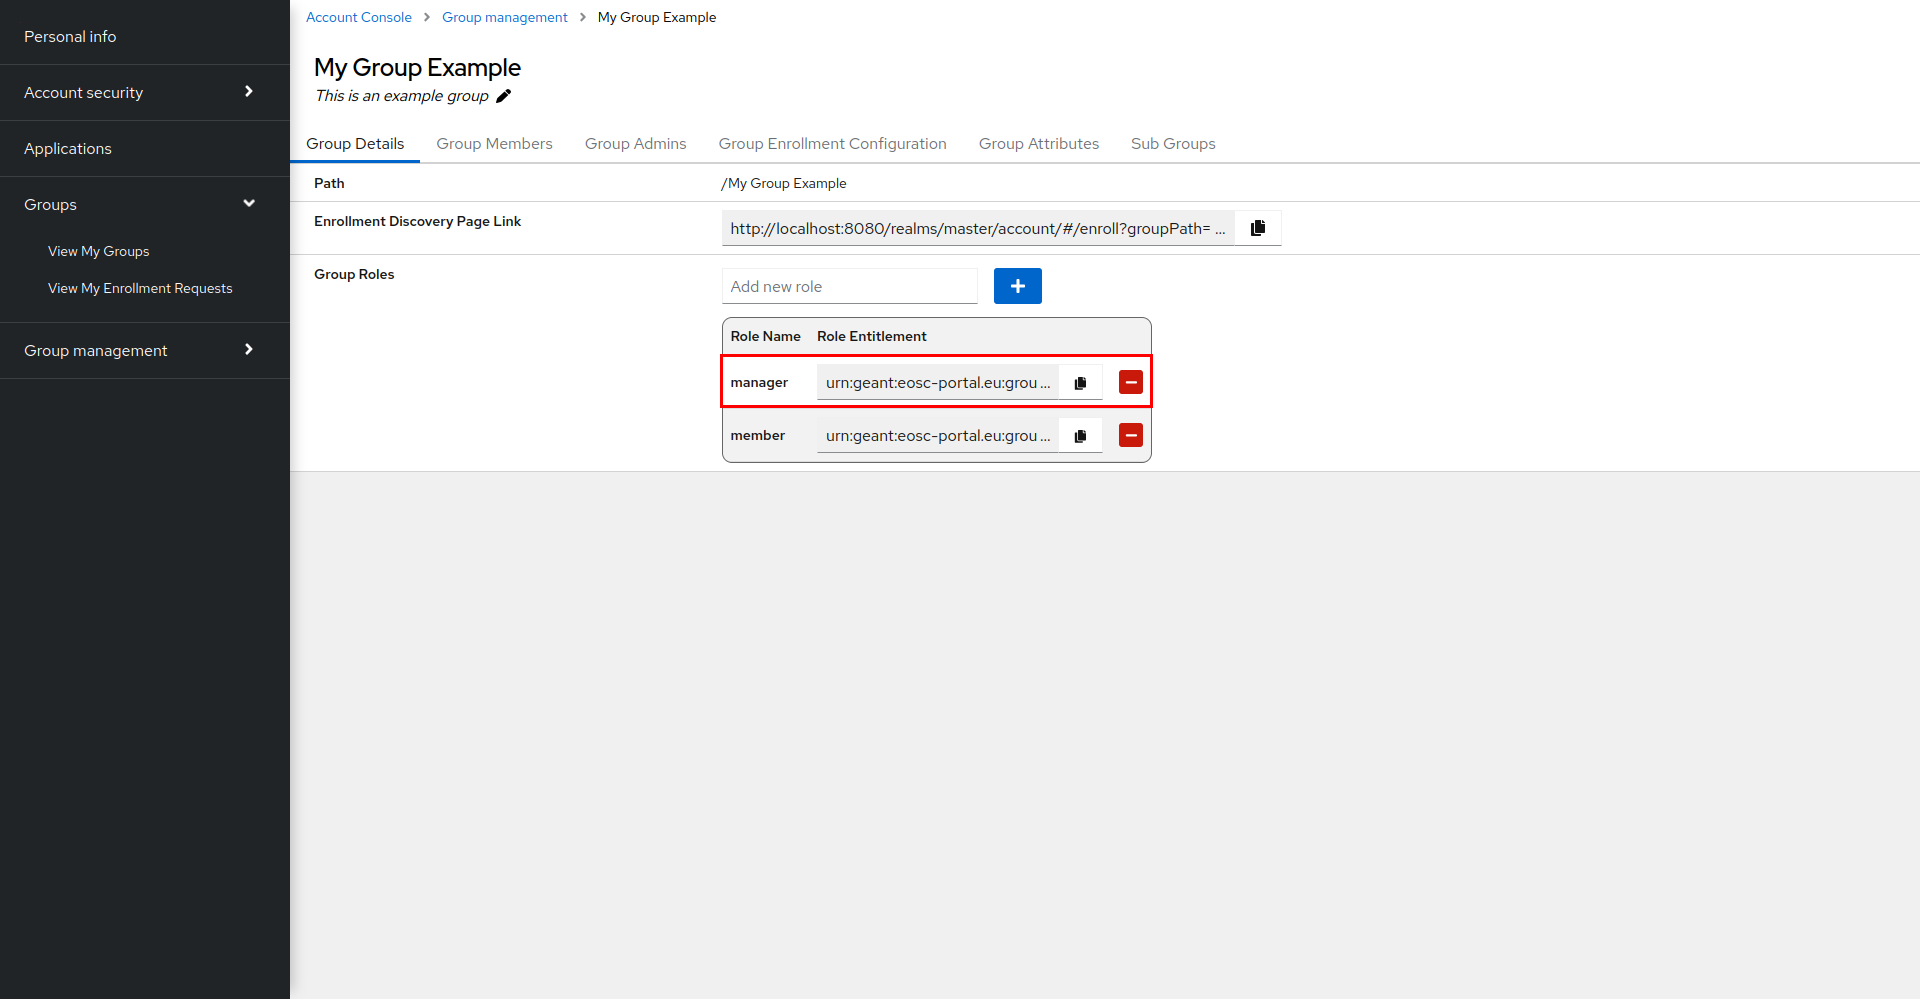 Personal info
Account security
Applications
Groups
View My Groups
View My Enrollment Requests
Group management
Account Console > Group management > My Group Example
My Group Example
This is an example group
Group Details Group Members Group Admins Group Enrollment Configuration Group Attributes Sub Groups
Path /My Group Example
Enrollment Discovery Page Link http://localhost:8080/realms/master/account/#/enroll?groupPath= ...
Group Roles Add new role
Role Name Role Entitlement
manager urn:geant:eosc-portal.eu:grou ...
member urn:geant:eosc-portal.eu:grou ...